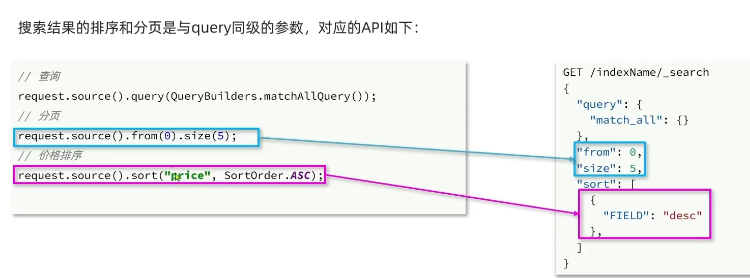 搜索结果的排序和分页是与query同级的参数，对应的API如下：
// 查询
request.source().query(QueryBuilders.matchAllQuery());
// 分页
request.source().from(0).size(5);
// 价格排序
request.source().sort("price", SortOrder.ASC);
GET /indexName/_search
{
"query": {
"match_all": {}
},
"from": 0,
"size": 5,
"sort": [
{
"FIELD": "desc"
},
]
}